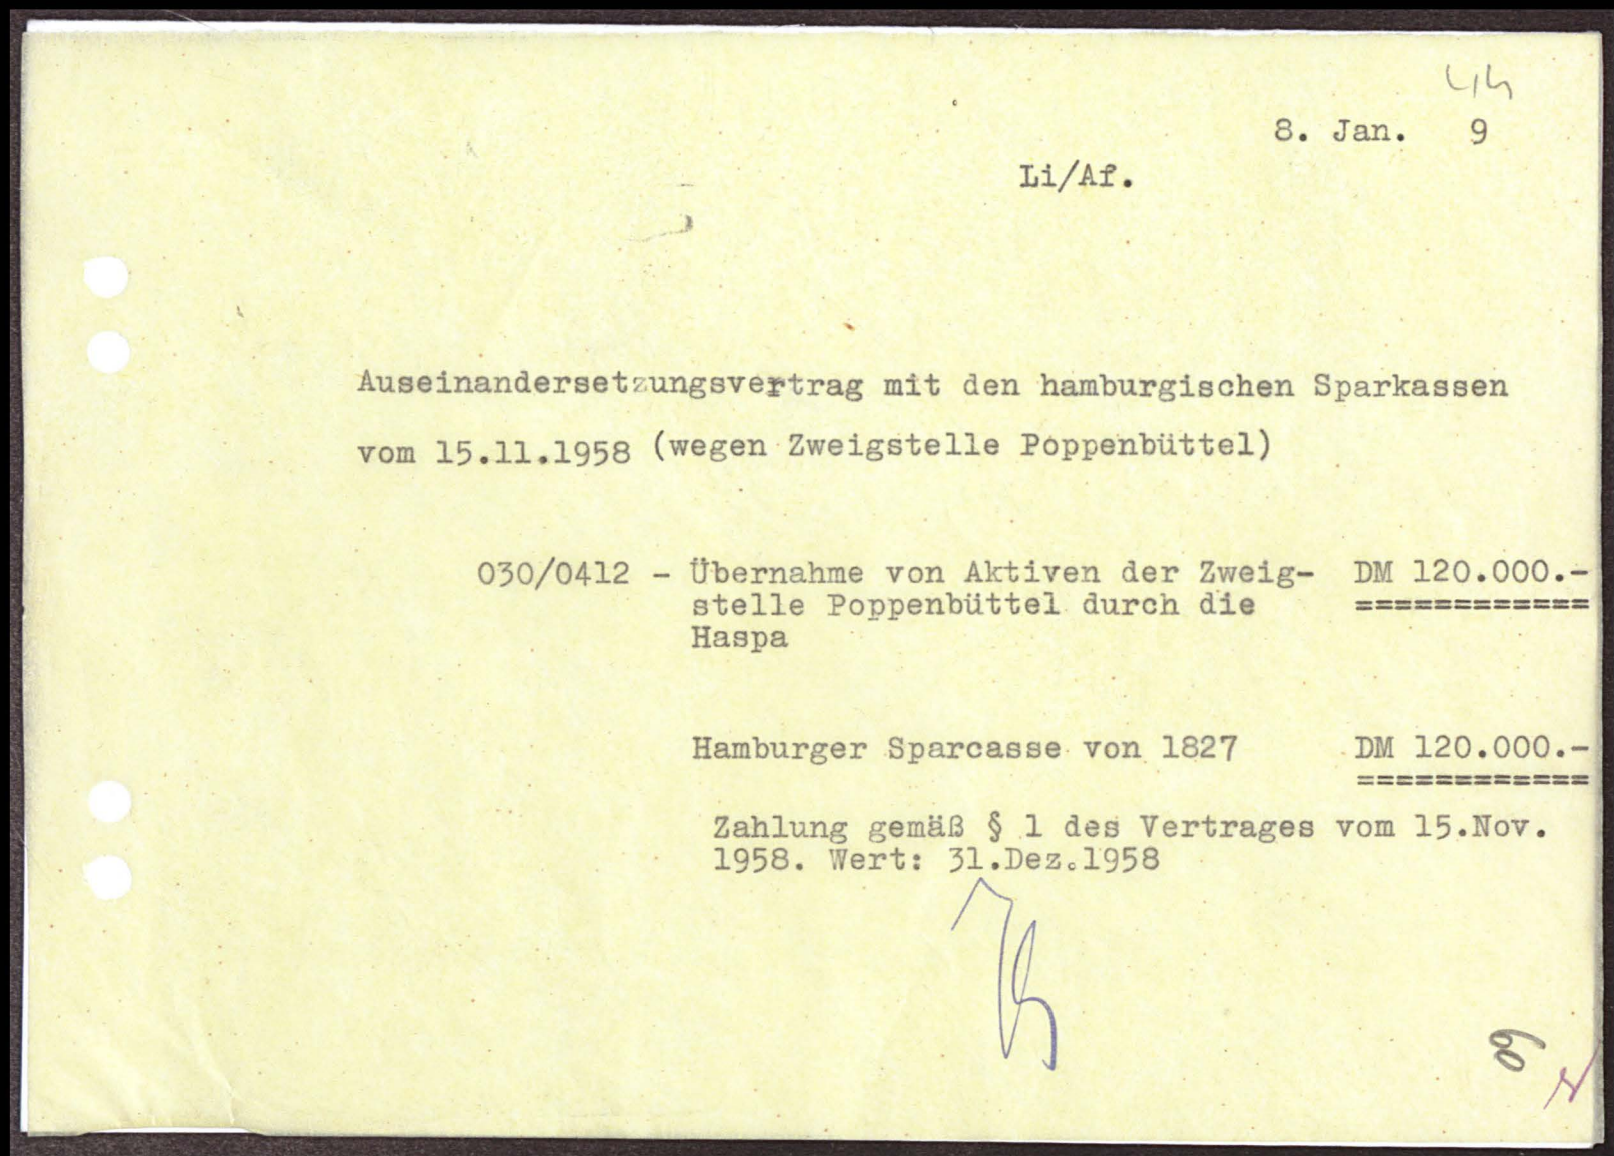 8. Jan. 9
Li/Af.
Auseinandersetzungsvertrag mit den hamburgischen Sparkassen
vom 15.11.1958 (wegen Zweigstelle Poppenbüttel)
030/0412 - Übernahme von Aktiven der Zweig- DM 120.000.-
stelle Poppenbüttel durch die ============
Haspa
Hamburger Sparcasse von 1827 DM 120.000.-
============
Zahlung gemäß § 1 des Vertrages vom 15.Nov.
1958. Wert: 31.Dez.1958
60